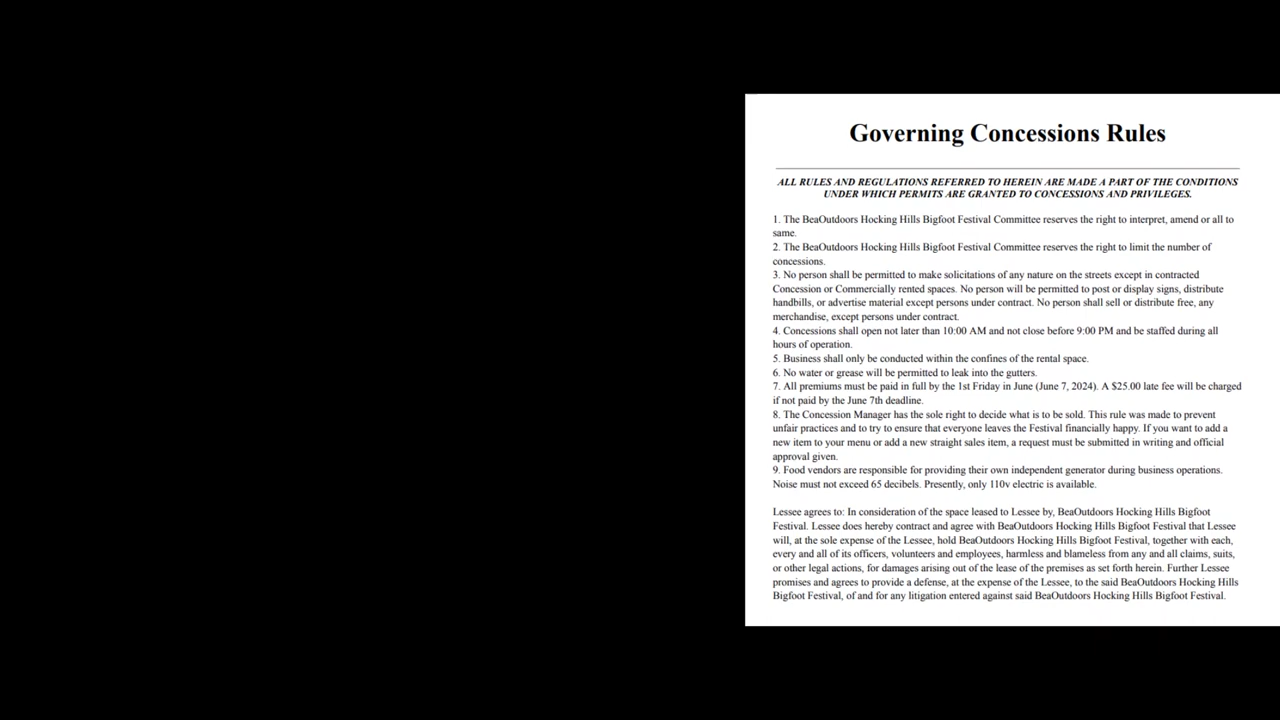 Governing Concessions Rules
ALL RULES AND REGULATIONS REFERRED TO HEREIN ARE MADE A PART OF THE CONDITIONS
UNDER WHICH PERMITS ARE GRANTED TO CONCESSIONS AND PRIVILEGES.
1. The BeaOutdoors Hocking Hills Bigfoot Festival Committee reserves the right to interpret, amend or all to
same.
2. The BeaOutdoors Hocking Hills Bigfoot Festival Committee reserves the right to limit the number of
concessions.
3. No person shall be permitted to make solicitations of any nature on the streets except in contracted
Concession or Commercially rented spaces. No person will be permitted to post or display signs, distribute
handbills, or advertise material except persons under contract. No person shall sell or distribute free, any
merchandise, except persons under contract.
4. Concessions shall open not later than 10:00 AM and not close before 9:00 PM and be staffed during all
hours of operation.
5. Business shall only be conducted within the confines of the rental space.
6. No water or grease will be permitted to leak into the gutters.
7. All premiums must be paid in full by the 1st Friday in June (June 7, 2024). A $25.00 late fee will be charged
if not paid by the June 7th deadline.
8. The Concession Manager has the sole right to decide what is to be sold. This rule was made to prevent
unfair practices and to try to ensure that everyone leaves the Festival financially happy. If you want to add a
new item to your menu or add a new straight sales item, a request must be submitted in writing and official
approval given.
9. Food vendors are responsible for providing their own independent generator during business operations.
Noise must not exceed 65 decibels. Presently, only 110v electric is available.
Lessee agrees to: In consideration of the space leased to Lessee by, BeaOutdoors Hocking Hills Bigfoot
Festival. Lessee does hereby contract and agree with BeaOutdoors Hocking Hills Bigfoot Festival that Lessee
will, at the sole expense of the Lessee, hold BeaOutdoors Hocking Hills Bigfoot Festival, together with each,
every and all of its officers, volunteers and employees, harmless and blameless from any and all claims, suits,
or other legal actions, for damages arising out of the lease of the premises as set forth herein. Further Lessee
promises and agrees to provide a defense, at the expense of the Lessee, to the said BeaOutdoors Hocking Hills
Bigfoot Festival, of and for any litigation entered against said BeaOutdoors Hocking Hills Bigfoot Festival.